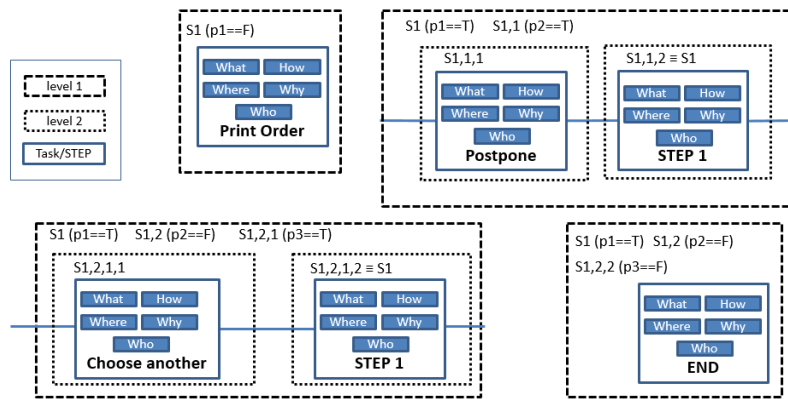 level 1
level 2
Task/STEP
S1 (p1==F)
What How
Where Why
Who
Print Order
S1 (p1==T) S1,1 (p2==T)
S1,1,1
What How
Where Why
Who
Postpone
S1,1,2 ≡ S1
What How
Where Why
Who
STEP 1
S1 (p1==T) S1,2 (p2==F) S1,2,1 (p3==T)
S1,2,1,1
What How
Where Why
Who
Choose another
S1,2,1,2 ≡ S1
What How
Where Why
Who
STEP 1
S1 (p1==T) S1,2 (p2==F)
S1,2,2 (p3==F)
What How
Where Why
Who
END